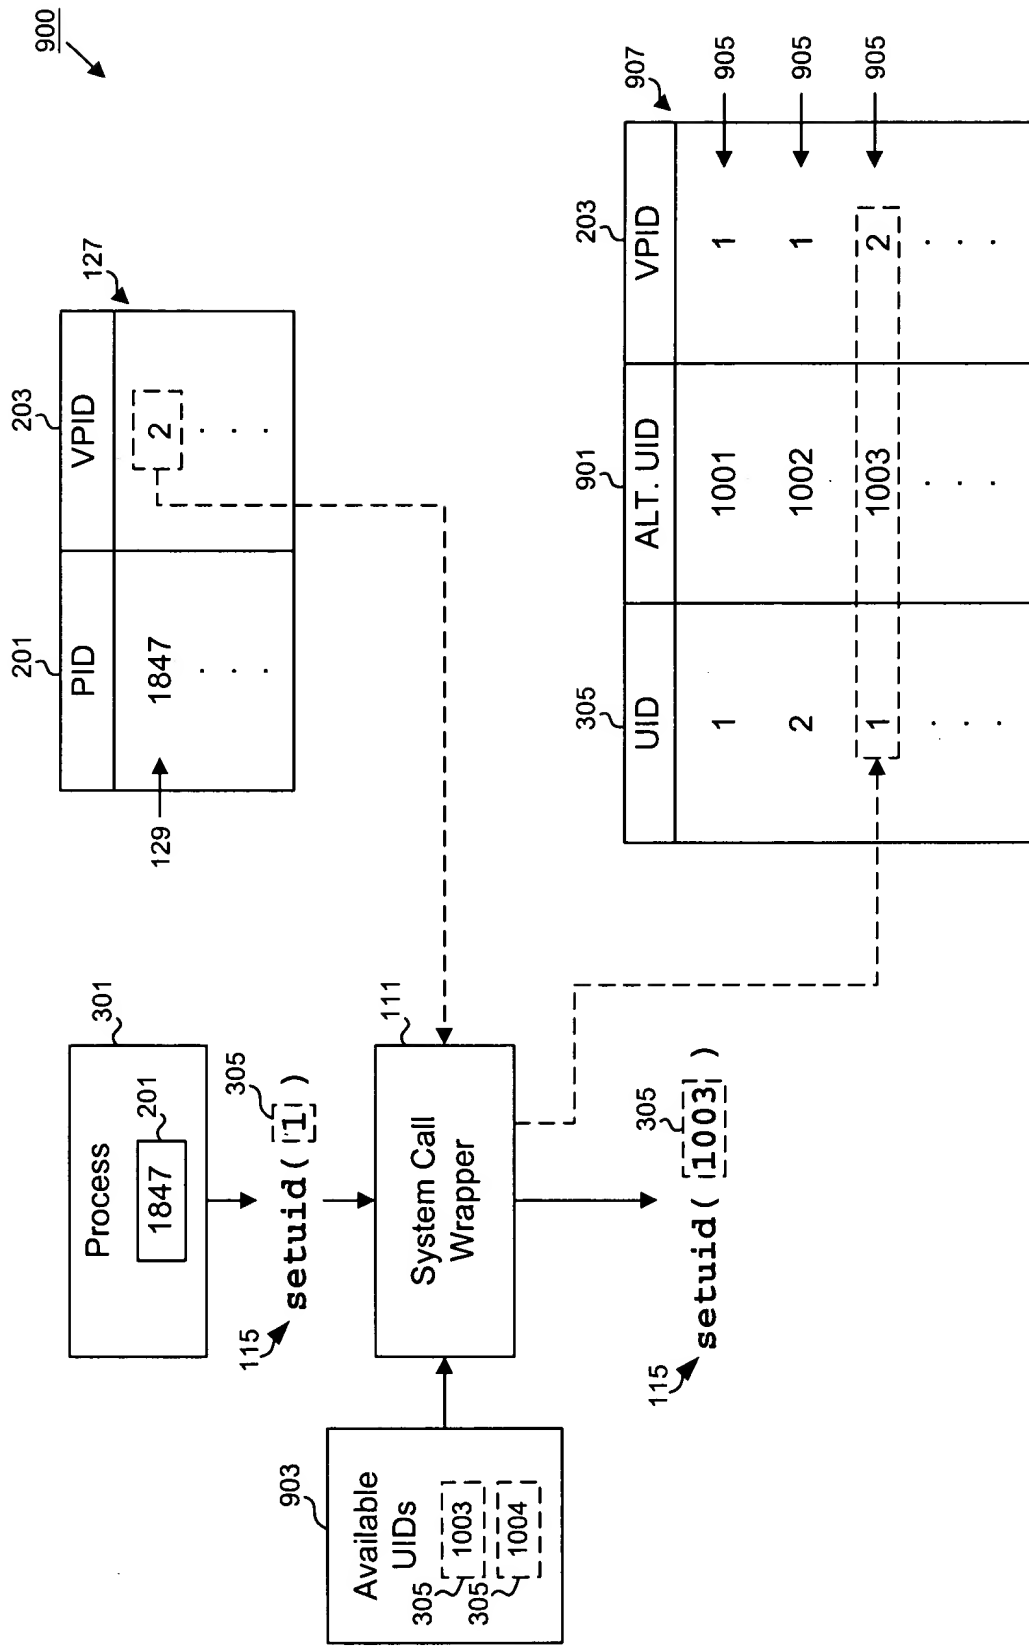 900
301
Process
201
1847
305
115
setuid( 1 )
903
Available
UIDs
305
1003
305
1004
111
System Call
Wrapper
305
115
setuid( 1003 )
127
201
203
PID
VPID
129
1847
2
. . .
. . .
907
305
901
203
UID
ALT. UID
VPID
1
1001
1
905
2
1002
1
905
1
1003
2
905
. . .
. . .
. . .